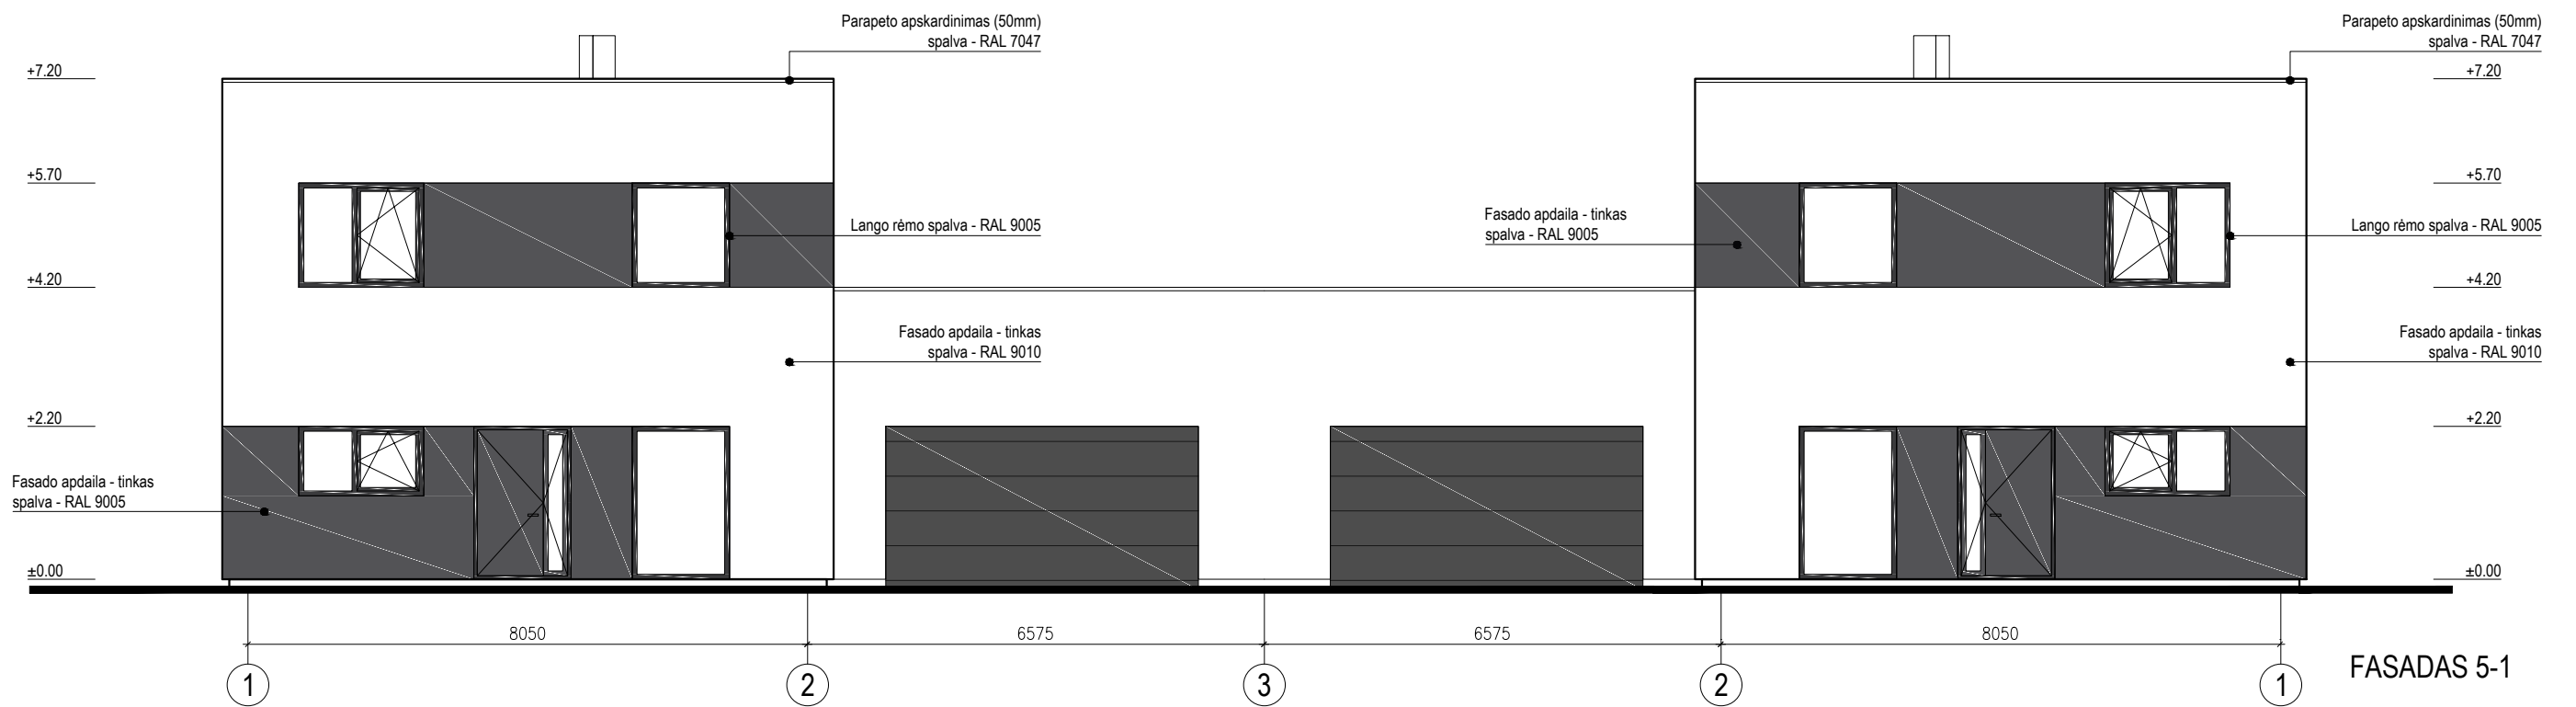 Parapeto apskardinimas (50mm)
spalva - RAL 7047
Parapeto apskardinimas (50mm)
spalva - RAL 7047
+7.20
+7.20
+5.70
+5.70
Lango rėmo spalva - RAL 9005
Fasado apdaila - tinkas
spalva - RAL 9005
Lango rėmo spalva - RAL 9005
+4.20
+4.20
Fasado apdaila - tinkas
spalva - RAL 9010
Fasado apdaila - tinkas
spalva - RAL 9010
+2.20
+2.20
Fasado apdaila - tinkas
spalva - RAL 9005
±0.00
±0.00
8050
6575
6575
8050
1
2
3
2
1
FASADAS 5-1